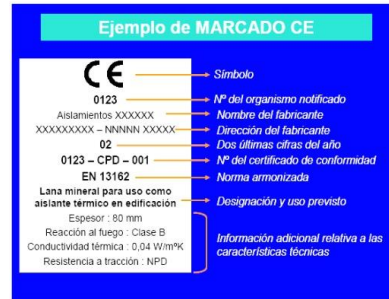 Ejemplo de MARCADO CE
CE
Símbolo
0123
Nº del organismo notificado
Aislamientos XXXXXX
Nombre del fabricante
XXXXXXXXX – NNNNN XXXXX
Dirección del fabricante
02
Dos últimas cifras del año
0123 – CPD – 001
Nº del certificado de conformidad
EN 13162
Norma armonizada
Lana mineral para uso como
aislante térmico en edificación
Designación y uso previsto
Espesor : 80 mm
Reacción al fuego : Clase B
Conductividad térmica : 0,04 W/mºK
Resistencia a tracción : NPD
Información adicional relativa a las
características técnicas